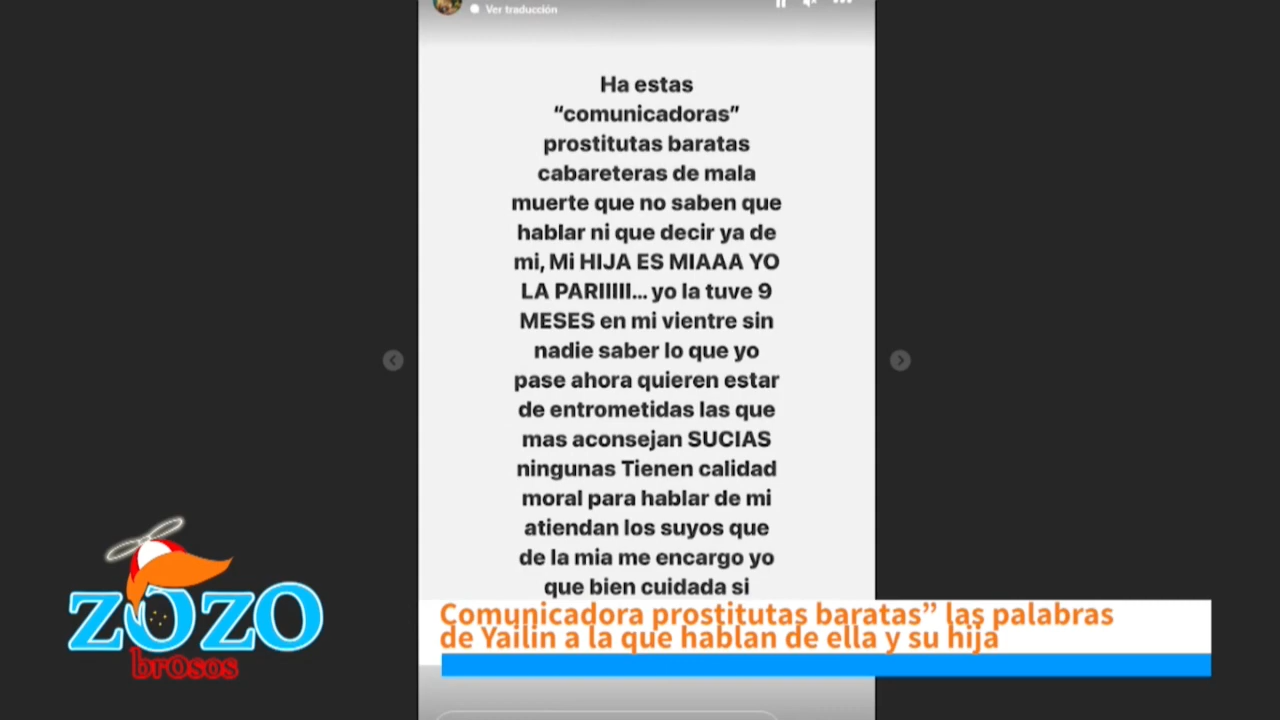 Ver traducción
Ha estas
“comunicadoras”
prostitutas baratas
cabareteras de mala
muerte que no saben que
hablar ni que decir ya de
mi, Mi HIJA ES MIAAA YO
LA PARIIIII... yo la tuve 9
MESES en mi vientre sin
nadie saber lo que yo
pase ahora quieren estar
de entrometidas las que
mas aconsejan SUCIAS
ningunas Tienen calidad
moral para hablar de mi
atiendan los suyos que
de la mia me encargo yo
que bien cuidada si
zozo
brosos
Comunicadora prostitutas baratas” las palabras
de Yailin a la que hablan de ella y su hija